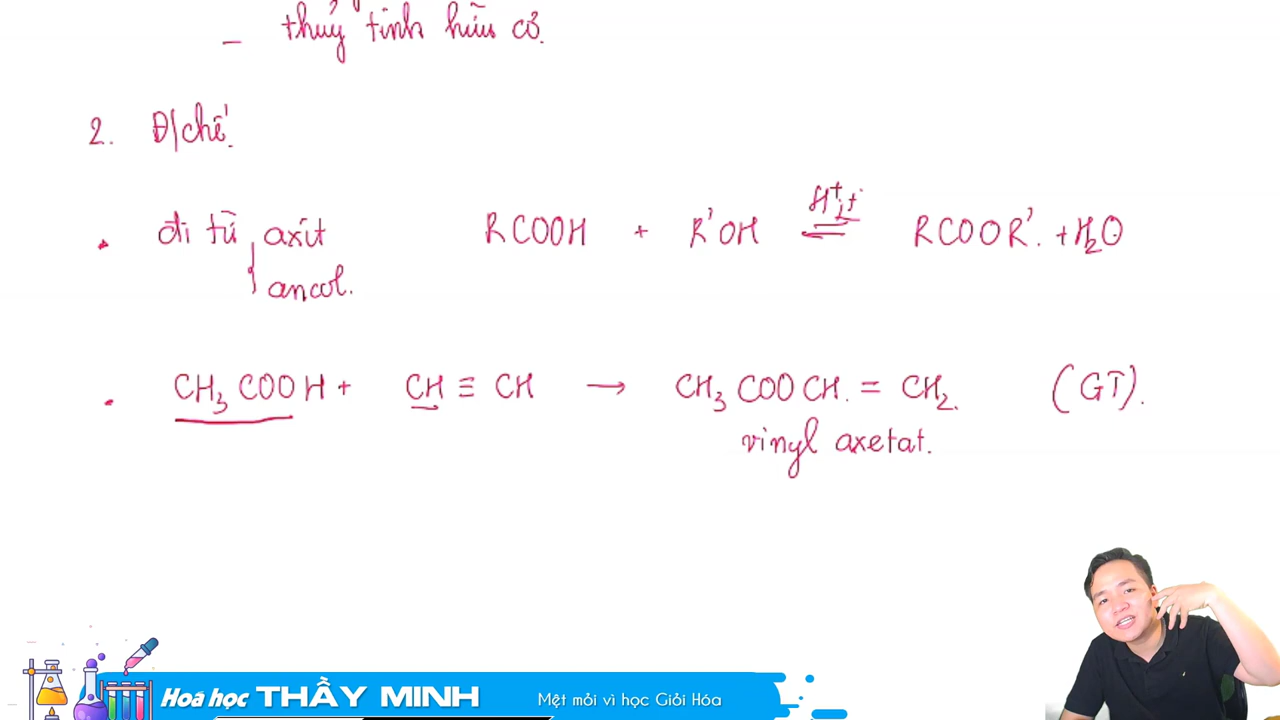 – thuỷ tinh hữu cơ.
2. Đ/chế.
• đi từ axit RCOOH + R'OH ⇌ RCOOR'. + H₂O
H⁺, t°
ancol.
• CH₃COOH + CH ≡ CH → CH₃COOCH = CH₂. (GT).
vinyl axetat.
Hoá học THẦY MINH Mệt mỏi vì học Giỏi Hóa